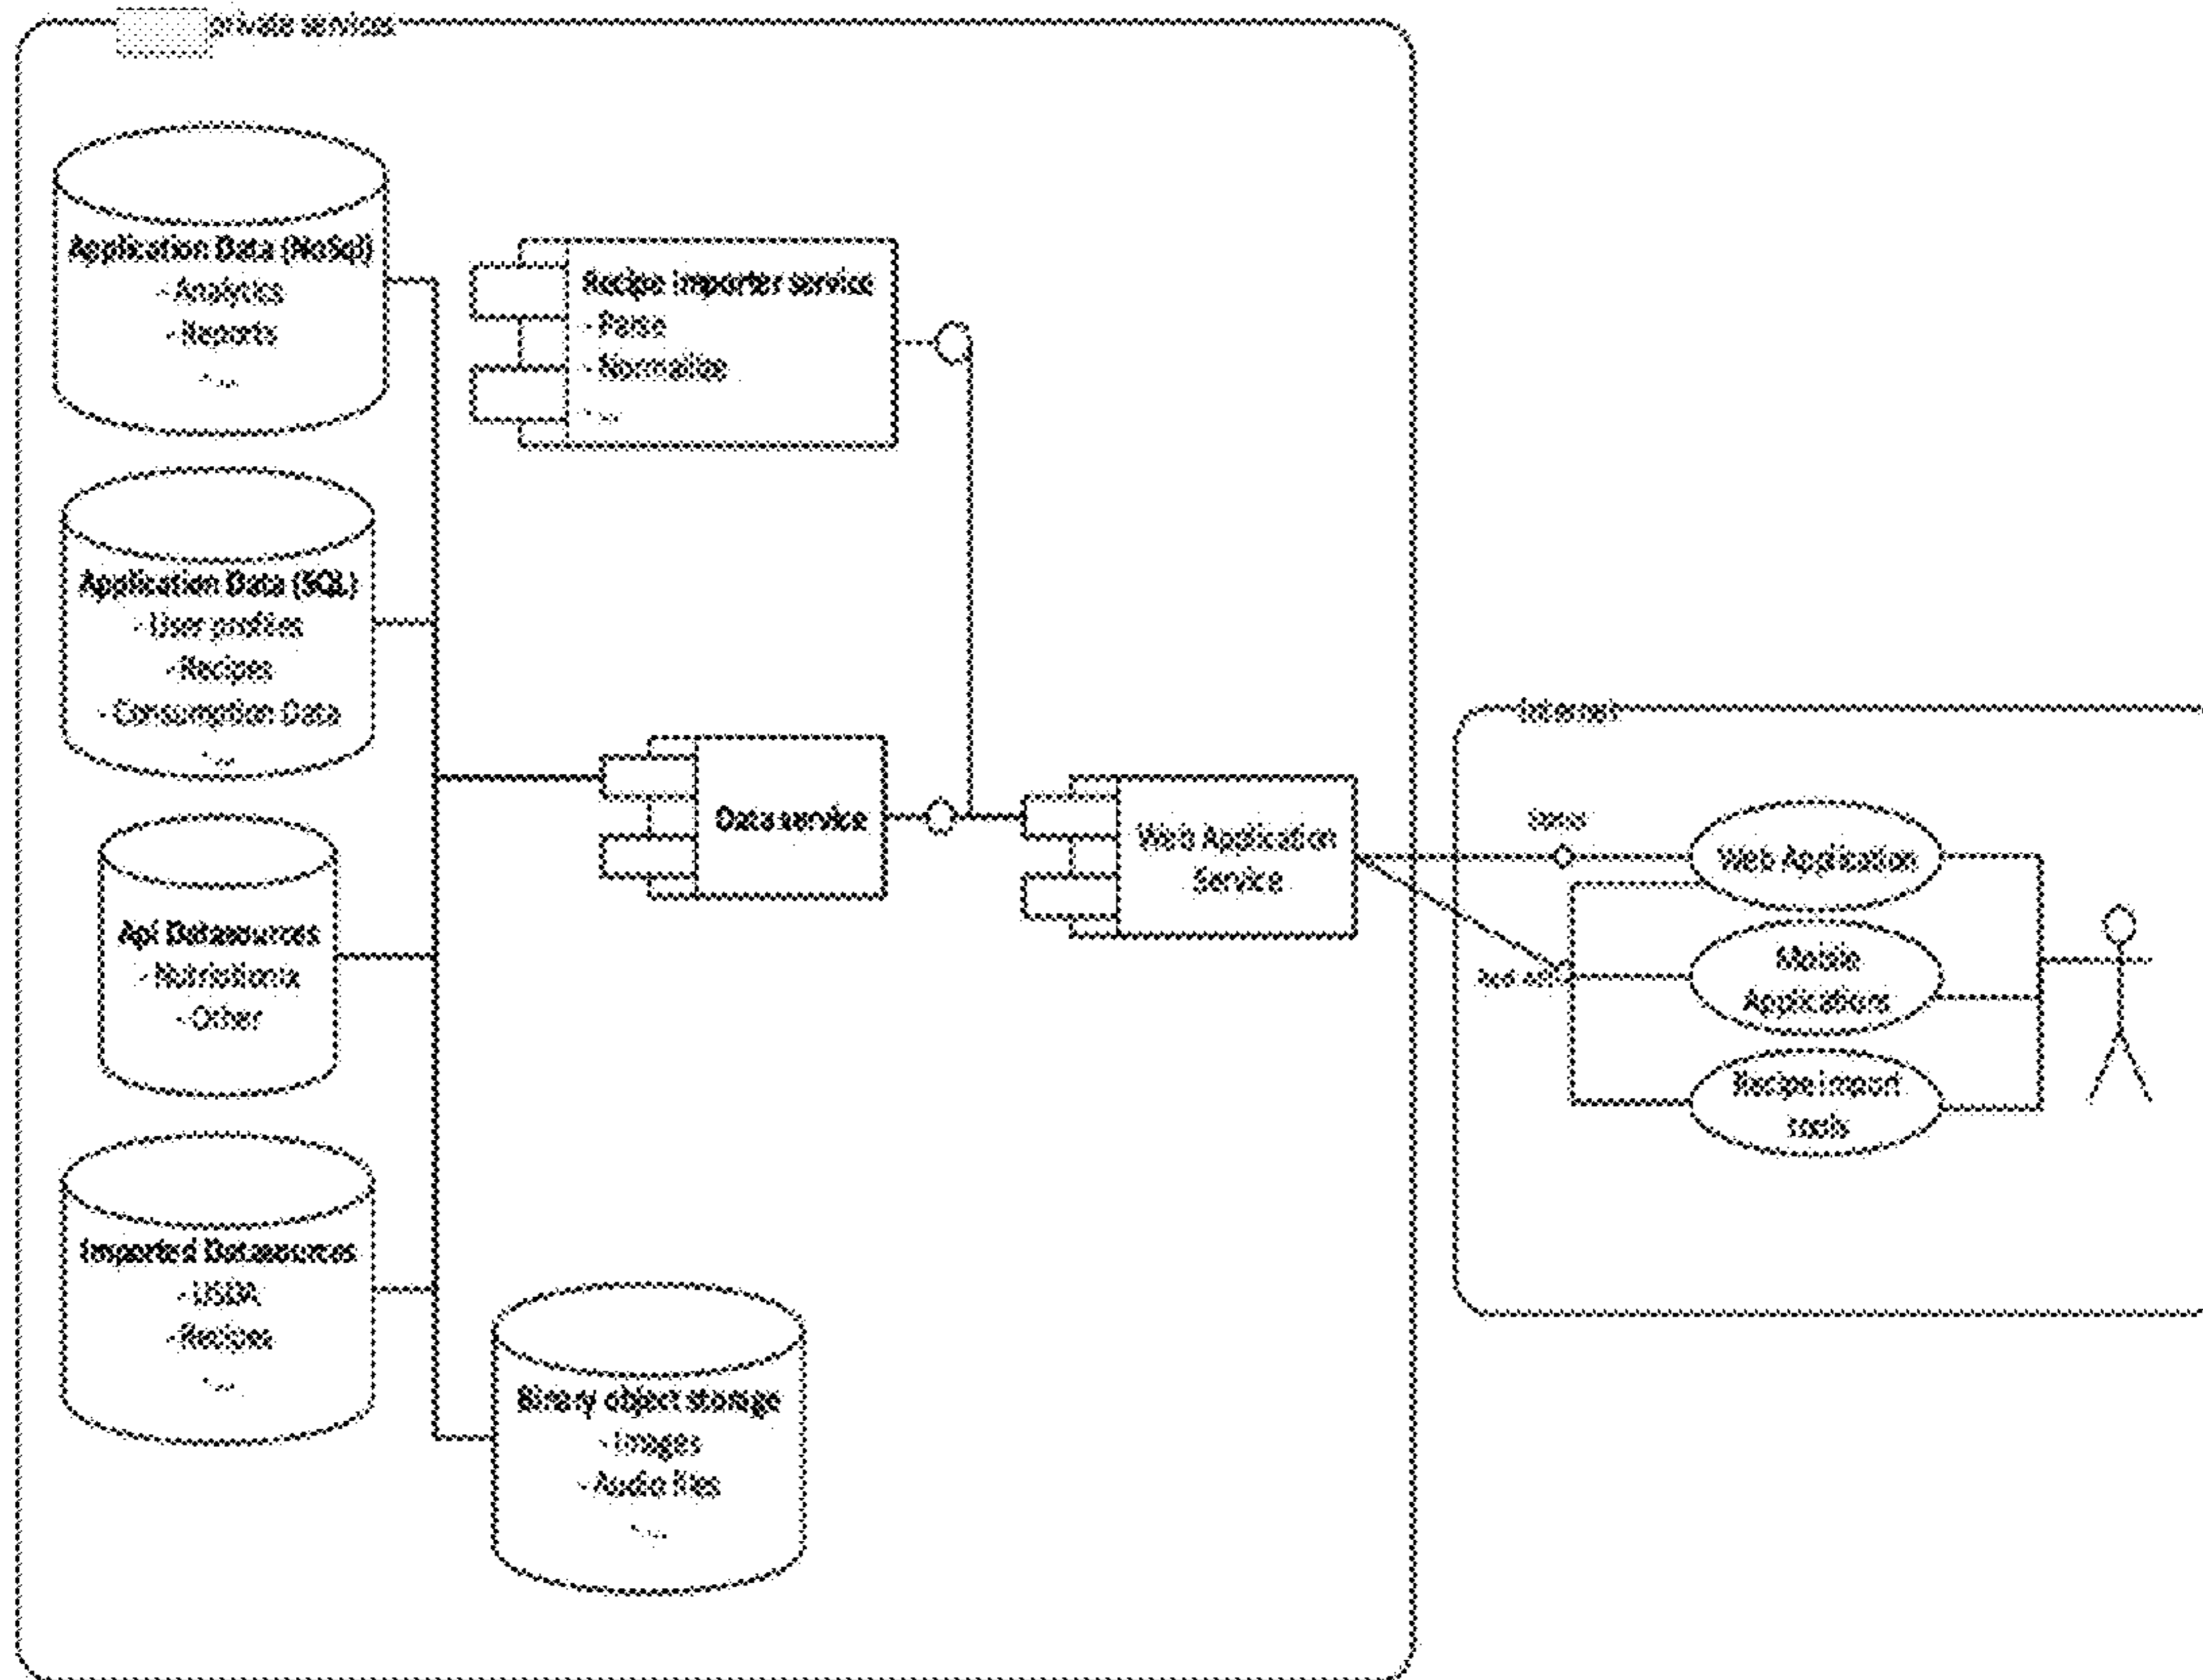 private services
Application Data (NoSql)
- Analytics
- Reports
- ...
Recipe importer service
- Parse
- Normalize
- ...
Application Data (SQL)
- User profiles
- Recipes
- Consumption Data
- ...
Data service
Web Application
Service
Api Datasources
- Nutritionix
- Other
Imported Datasources
- USDA
- Recipes
- ...
Binary object storage
- Images
- Audio files
- ...
Internet
Web Application
Mobile
Applications
Recipe import
tools